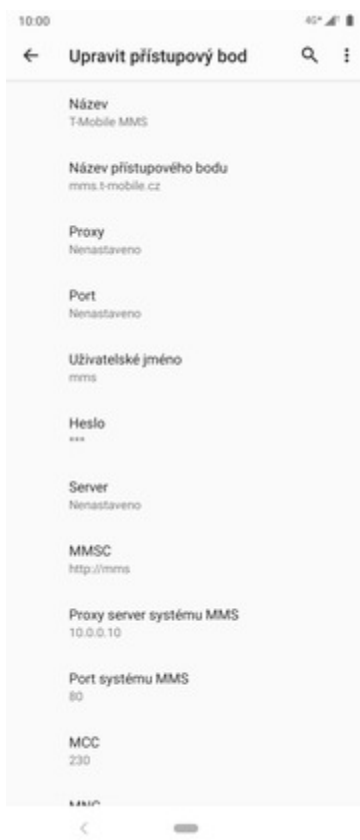 10:00 4G+
Upravit přístupový bod
Název
T-Mobile MMS
Název přístupového bodu
mms.t-mobile.cz
Proxy
Nenastaveno
Port
Nenastaveno
Uživatelské jméno
mms
Heslo
***
Server
Nenastaveno
MMSC
http://mms
Proxy server systému MMS
10.0.0.10
Port systému MMS
80
MCC
230
MNC